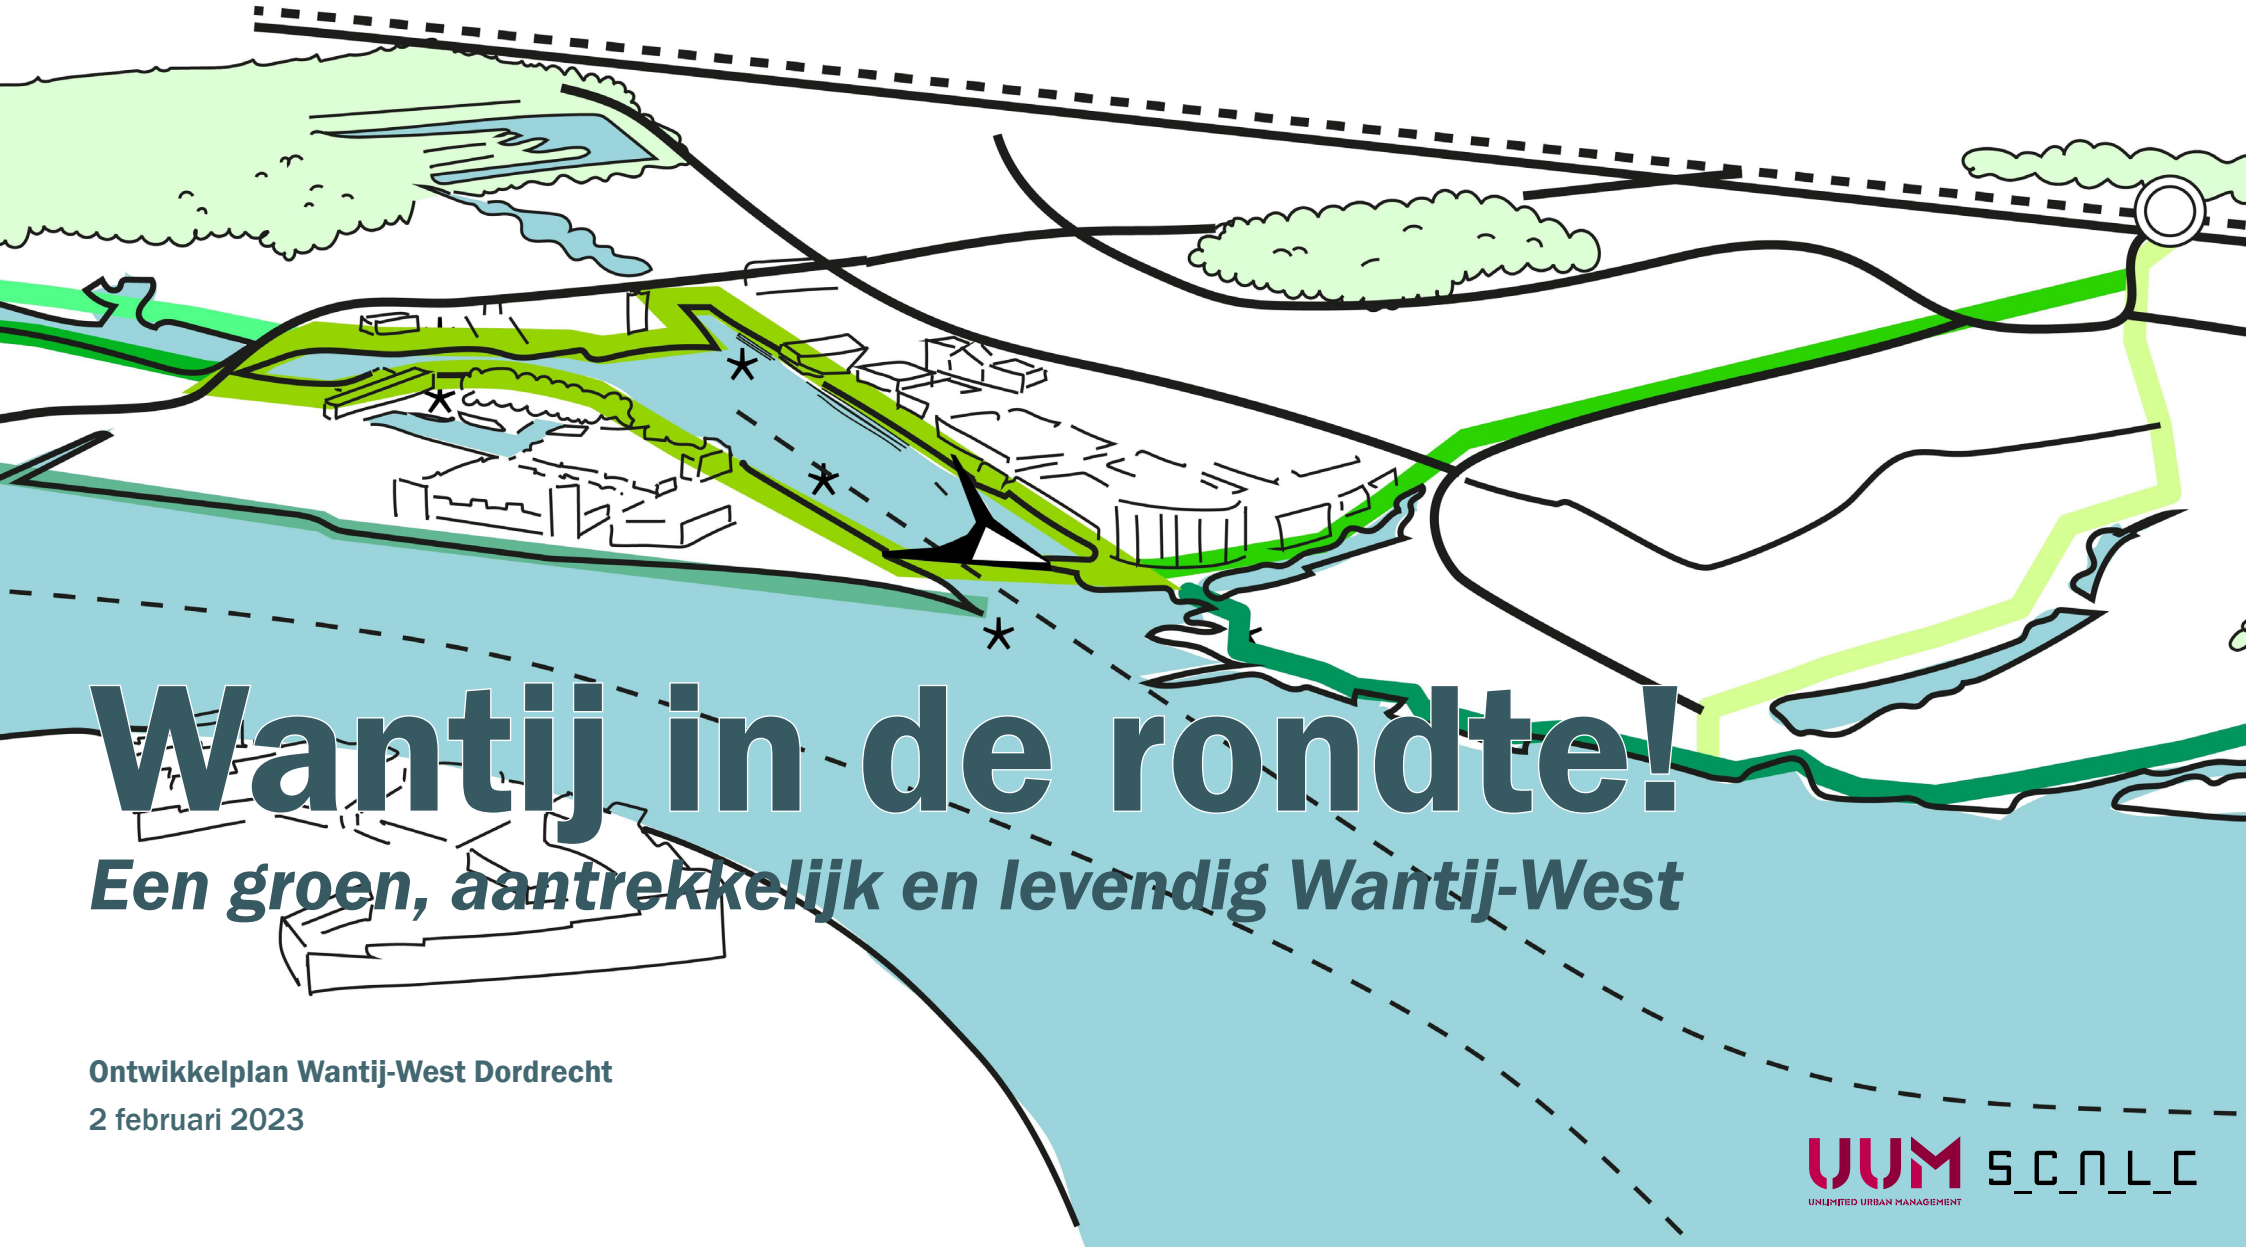 Wantij in de rondte!
Een groen, aantrekkelijk en levendig Wantij-West
Ontwikkelplan Wantij-West Dordrecht
2 februari 2023
UUM
UNLIMITED URBAN MANAGEMENT
S_C_A_L_E